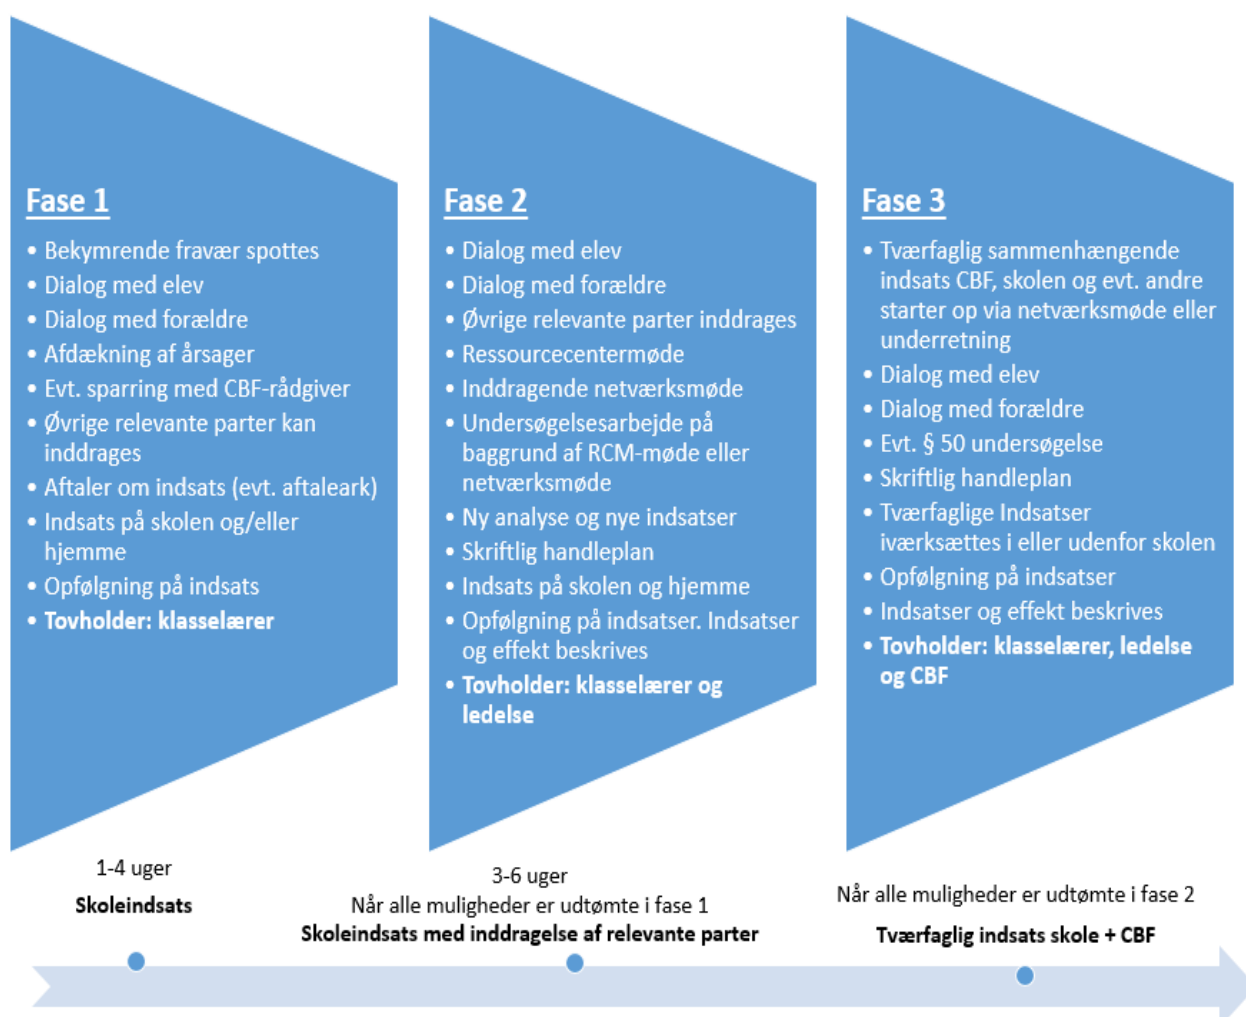 Fase 1
• Bekymrende fravær spottes
• Dialog med elev
• Dialog med forældre
• Afdækning af årsager
• Evt. sparring med CBF-rådgiver
• Øvrige relevante parter kan
inddrages
• Aftaler om indsats (evt. aftaleark)
• Indsats på skolen og/eller
hjemme
• Opfølgning på indsats
• Tovholder: klasselærer
1-4 uger
Skoleindsats
Fase 2
• Dialog med elev
• Dialog med forældre
• Øvrige relevante parter inddrages
• Ressourcecentermøde
• Inddragende netværksmøde
• Undersøgelsesarbejde på
baggrund af RCM-møde eller
netværksmøde
• Ny analyse og nye indsatser
• Skriftlig handleplan
• Indsats på skolen og hjemme
• Opfølgning på indsatser. Indsatser
og effekt beskrives
• Tovholder: klasselærer og
ledelse
3-6 uger
Når alle muligheder er udtømte i fase 1
Skoleindsats med inddragelse af relevante parter
Fase 3
• Tværfaglig sammenhængende
indsats CBF, skolen og evt. andre
starter op via netværksmøde eller
underretning
• Dialog med elev
• Dialog med forældre
• Evt. § 50 undersøgelse
• Skriftlig handleplan
• Tværfaglige Indsatser
iværksættes i eller udenfor skolen
• Opfølgning på indsatser
• Indsatser og effekt beskrives
• Tovholder: klasselærer, ledelse
og CBF
Når alle muligheder er udtømte i fase 2
Tværfaglig indsats skole + CBF